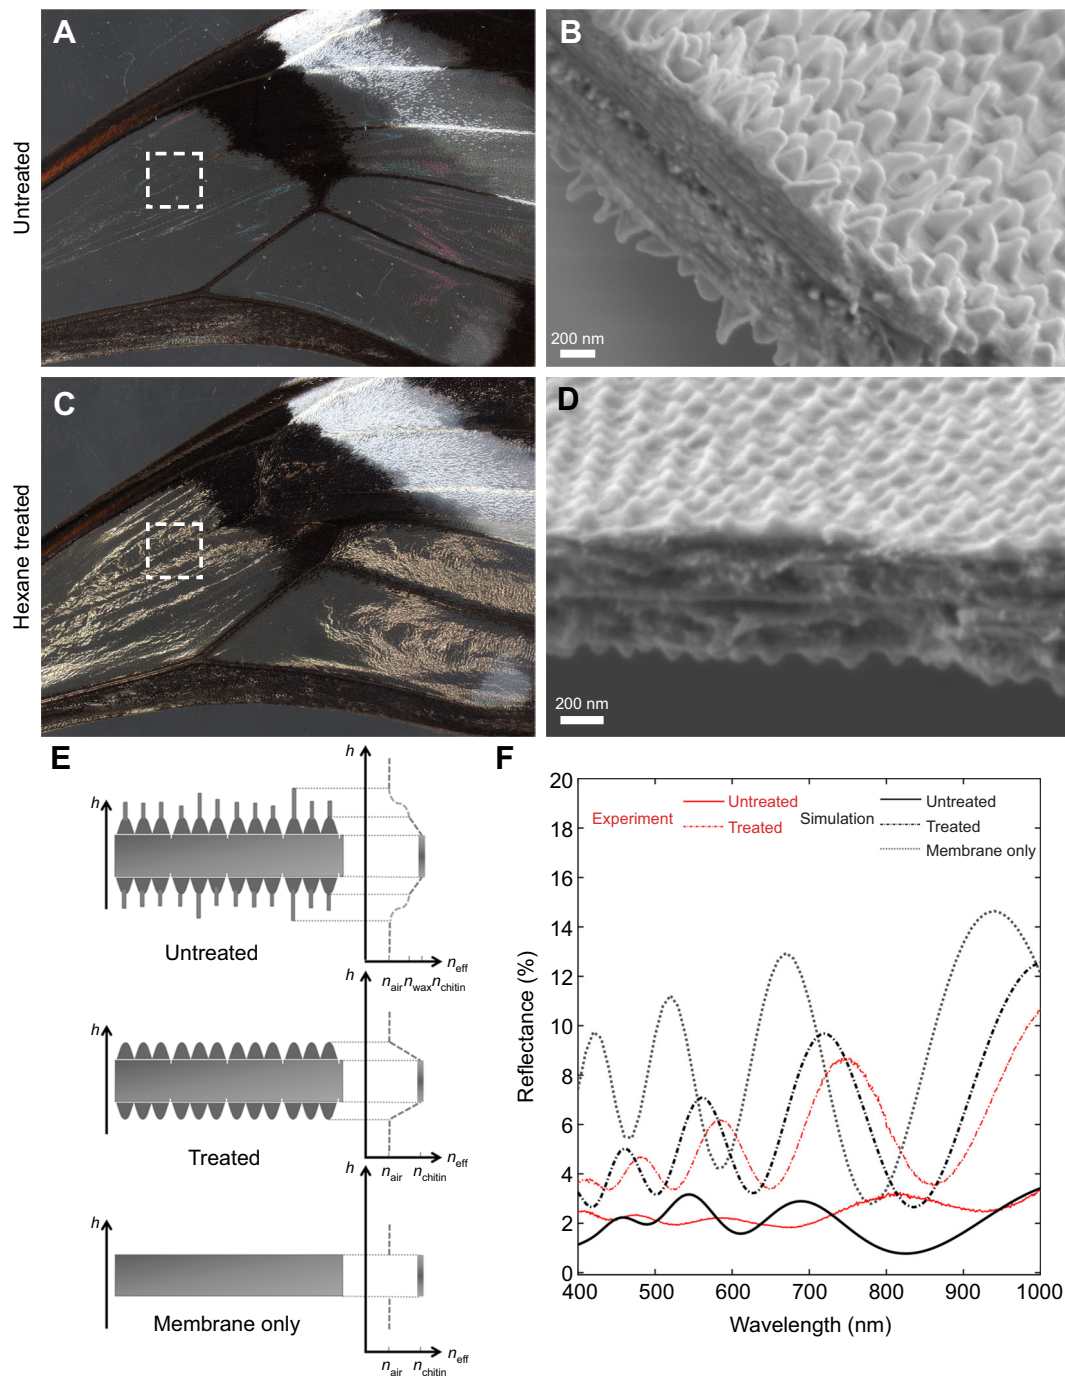 A
B
Untreated
200 nm
C
D
Hexane treated
200 nm
E
h
h
Untreated
n_eff
n_air n_wax n_chitin
h
h
Treated
n_eff
n_air n_chitin
h
h
Membrane only
n_eff
n_air n_chitin
F
20
18
16
14
12
10
8
6
4
2
0
Reflectance (%)
Experiment
Untreated
Treated
Simulation
Untreated
Treated
Membrane only
400 500 600 700 800 900 1000
Wavelength (nm)